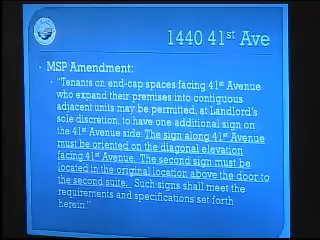 1440 41st Ave
• MSP Amendment:
• "Tenants on end-cap spaces facing 41st Avenue
who expand their premises into contiguous
adjacent units may be permitted, at Landlord's
sole discretion, to have one additional sign on
the 41st Avenue side. The sign along 41st Avenue
must be oriented on the diagonal elevation
facing 41st Avenue. The second sign must be
located in the original location above the door to
the second suite. Such signs shall meet the
requirements and specifications set forth
herein."